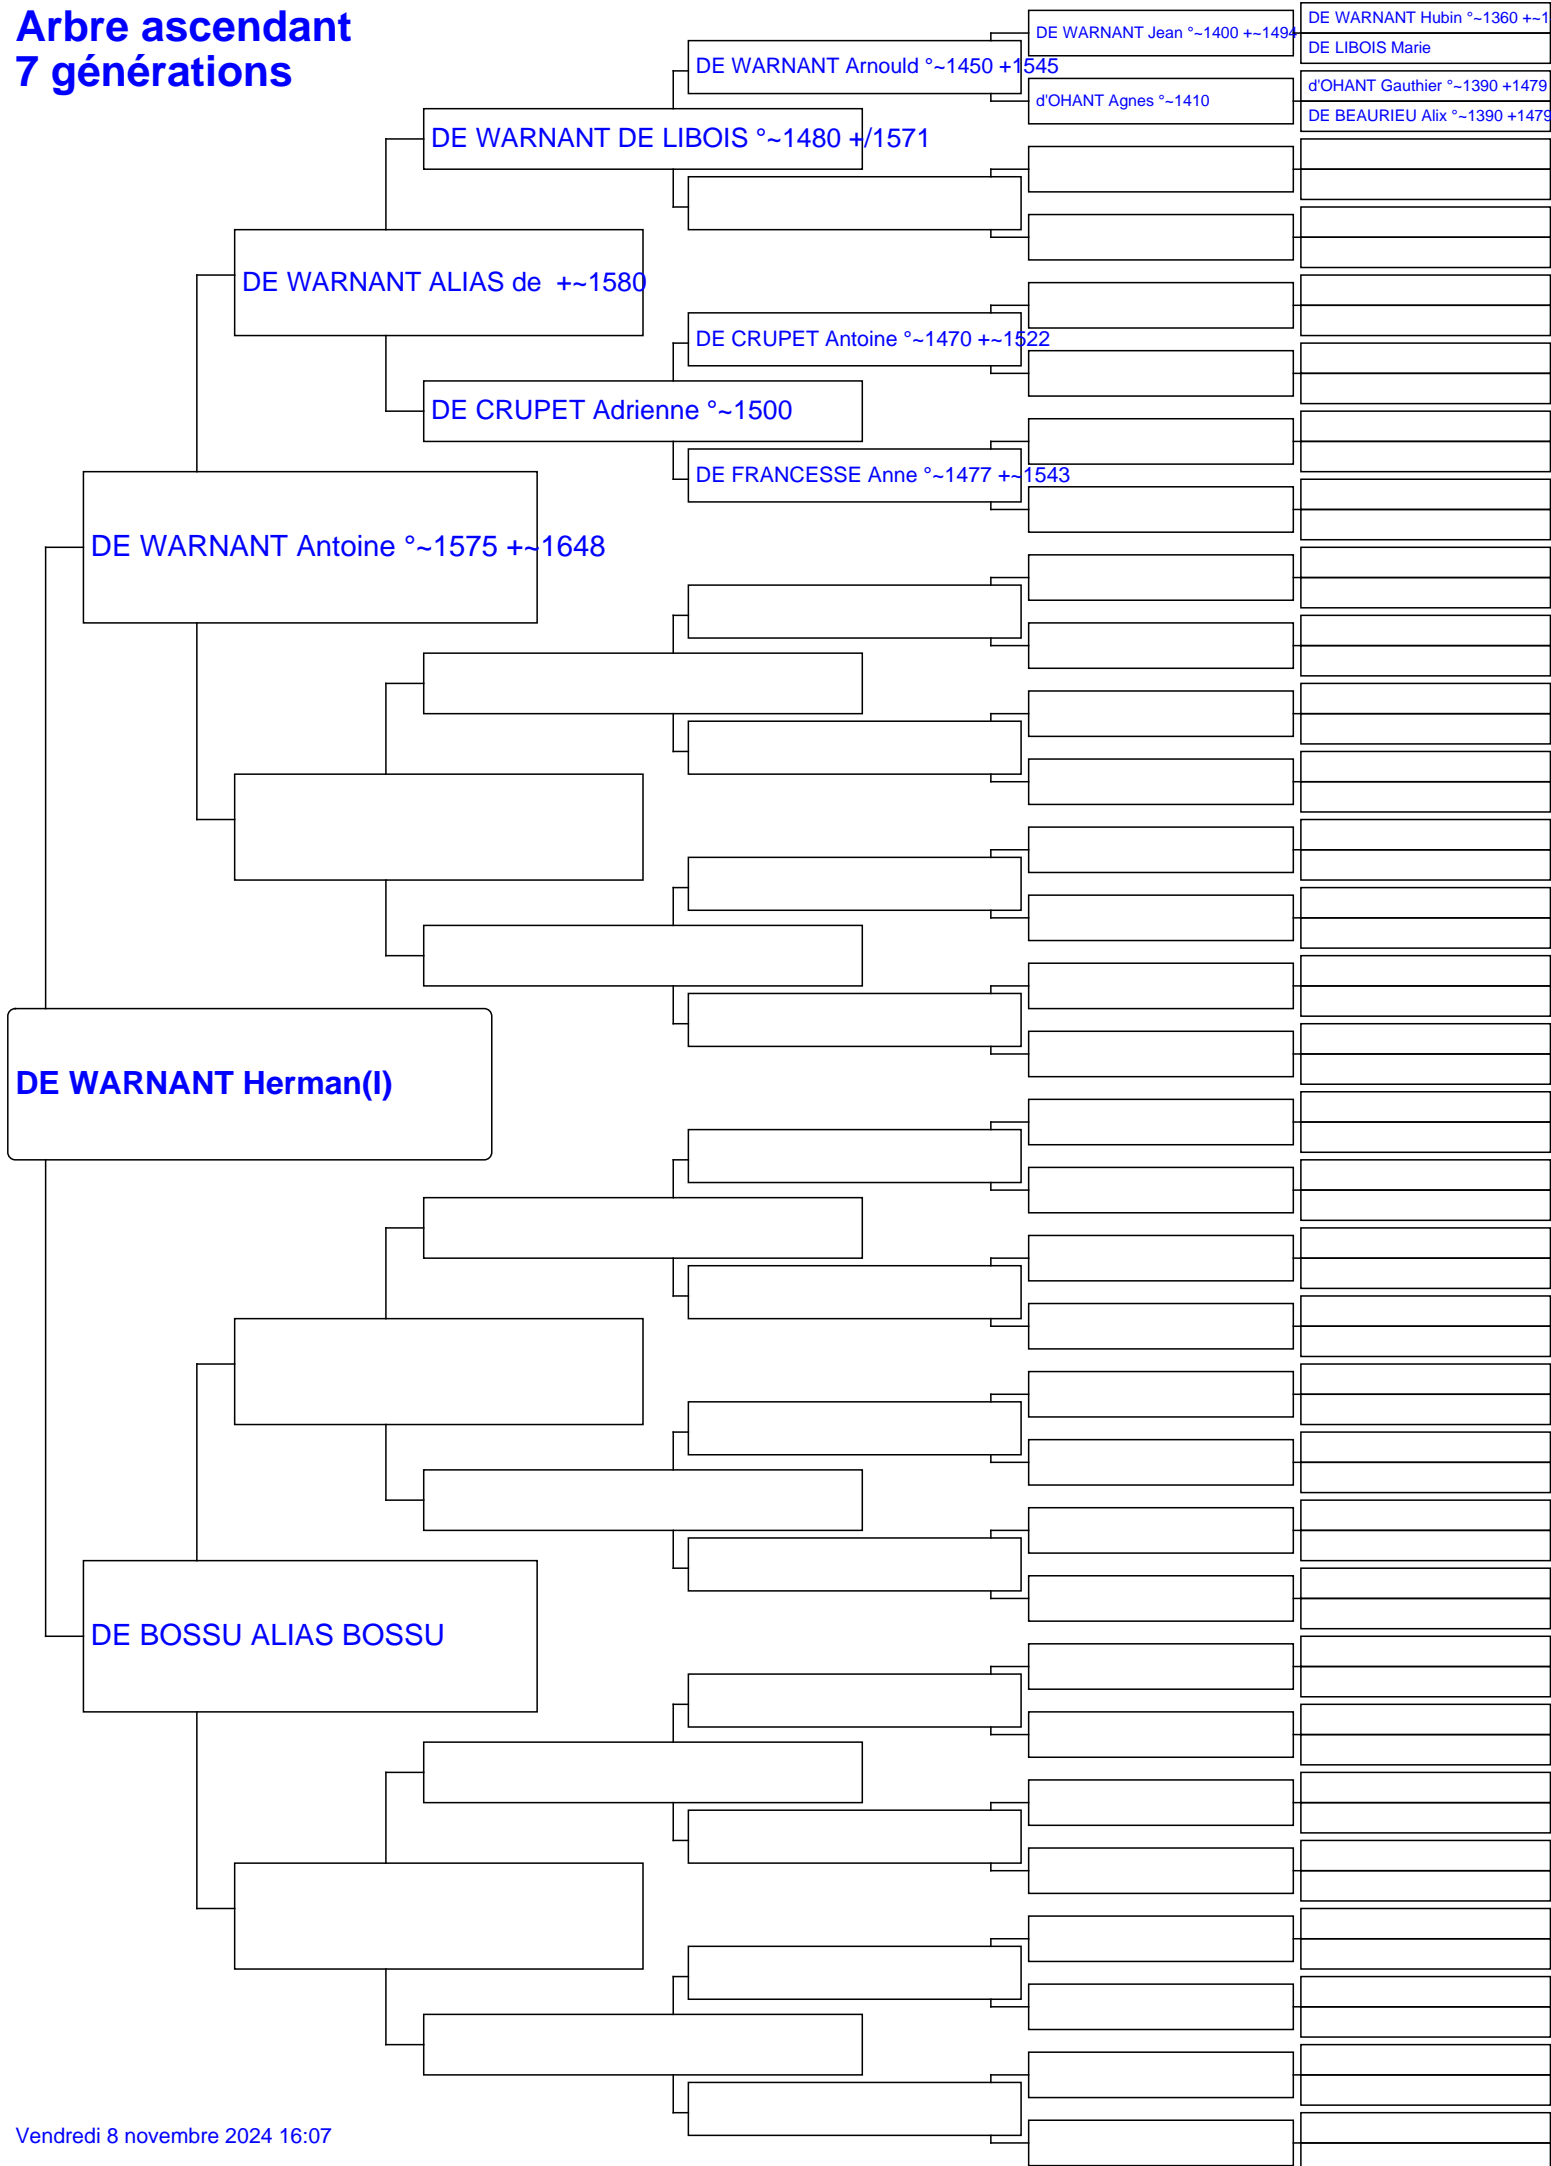 Arbre ascendant
7 générations
DE WARNANT Hubin °~1360 +~1
DE WARNANT Jean °~1400 +~1494
DE LIBOIS Marie
DE WARNANT Arnould °~1450 +1545
d'OHANT Gauthier °~1390 +1479
d'OHANT Agnes °~1410
DE BEAURIEU Alix °~1390 +1479
DE WARNANT DE LIBOIS °~1480 +/1571
DE WARNANT ALIAS de  +~1580
DE CRUPET Antoine °~1470 +~1522
DE CRUPET Adrienne °~1500
DE FRANCESSE Anne °~1477 +~1543
DE WARNANT Antoine °~1575 +~1648
DE WARNANT Herman(I)
DE BOSSU ALIAS BOSSU
Vendredi 8 novembre 2024 16:07